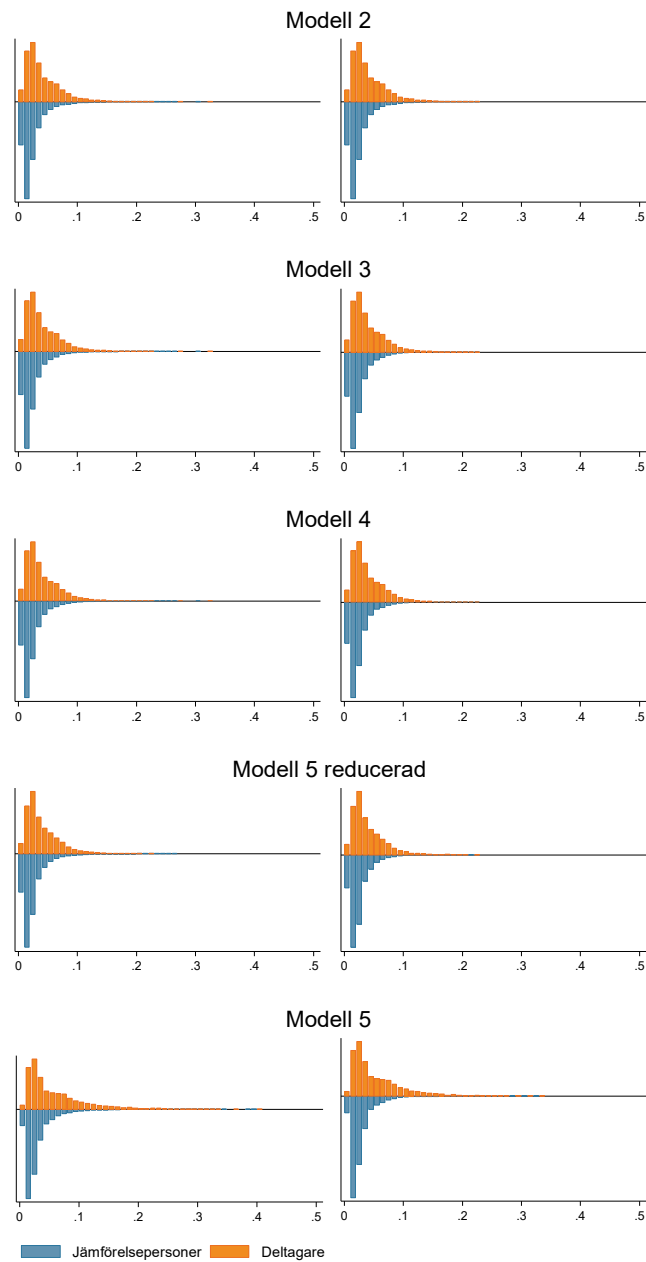 Modell 2
0 .1 .2 .3 .4 .5 0 .1 .2 .3 .4 .5
Modell 3
0 .1 .2 .3 .4 .5 0 .1 .2 .3 .4 .5
Modell 4
0 .1 .2 .3 .4 .5 0 .1 .2 .3 .4 .5
Modell 5 reducerad
0 .1 .2 .3 .4 .5 0 .1 .2 .3 .4 .5
Modell 5
0 .1 .2 .3 .4 .5 0 .1 .2 .3 .4 .5
Jämförelsepersoner Deltagare